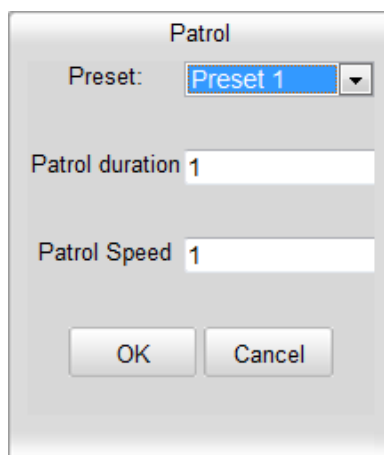 Patrol
Preset: Preset 1
Patrol duration 1
Patrol Speed 1
OK Cancel